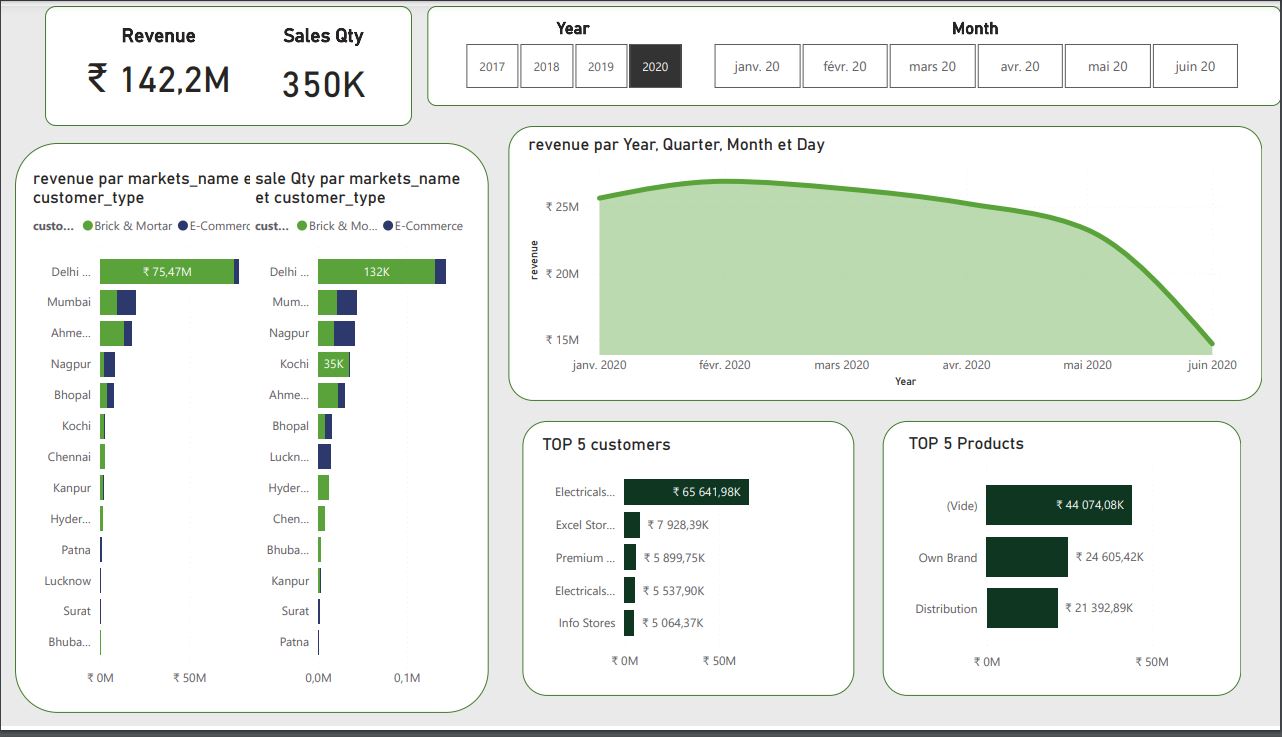 Revenue
Sales Qty
₹ 142,2M
350K
Year
2017
2018
2019
2020
Month
janv. 20
févr. 20
mars 20
avr. 20
mai 20
juin 20
revenue par markets_name e
customer_type
custo...
Brick & Mortar
E-Commerc
Delhi ...
₹ 75,47M
Mumbai
Ahme...
Nagpur
Bhopal
Kochi
Chennai
Kanpur
Hyder...
Patna
Lucknow
Surat
Bhuba...
₹ 0M
₹ 50M
sale Qty par markets_name
et customer_type
cust...
Brick & Mo...
E-Commerce
Delhi ...
132K
Mum...
Nagpur
Kochi
35K
Ahme...
Bhopal
Luckn...
Hyder...
Chen...
Bhuba...
Kanpur
Surat
Patna
0,0M
0,1M
revenue par Year, Quarter, Month et Day
revenue
₹ 25M
₹ 20M
₹ 15M
janv. 2020
févr. 2020
mars 2020
avr. 2020
mai 2020
juin 2020
Year
TOP 5 customers
Electricals...
₹ 65 641,98K
Excel Stor...
₹ 7 928,39K
Premium ...
₹ 5 899,75K
Electricals...
₹ 5 537,90K
Info Stores
₹ 5 064,37K
₹ 0M
₹ 50M
TOP 5 Products
(Vide)
₹ 44 074,08K
Own Brand
₹ 24 605,42K
Distribution
₹ 21 392,89K
₹ 0M
₹ 50M